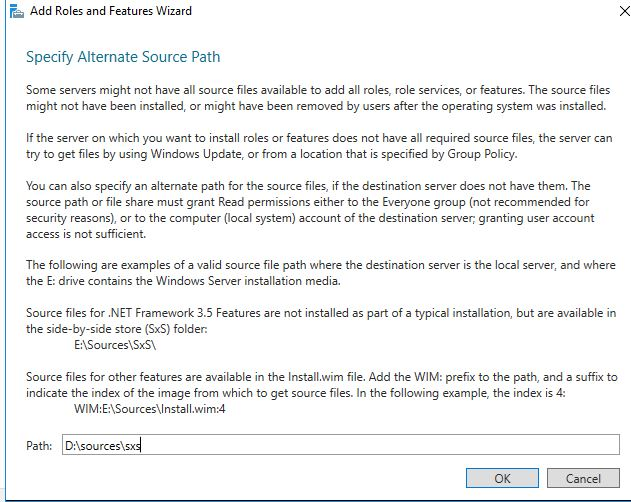 Add Roles and Features Wizard
Specify Alternate Source Path
Some servers might not have all source files available to add all roles, role services, or features. The source files
might not have been installed, or might have been removed by users after the operating system was installed.
If the server on which you want to install roles or features does not have all required source files, the server can
try to get files by using Windows Update, or from a location that is specified by Group Policy.
You can also specify an alternate path for the source files, if the destination server does not have them. The
source path or file share must grant Read permissions either to the Everyone group (not recommended for
security reasons), or to the computer (local system) account of the destination server; granting user account
access is not sufficient.
The following are examples of a valid source file path where the destination server is the local server, and where
the E: drive contains the Windows Server installation media.
Source files for .NET Framework 3.5 Features are not installed as part of a typical installation, but are available in
the side-by-side store (SxS) folder:
E:\Sources\SxS\
Source files for other features are available in the Install.wim file. Add the WIM: prefix to the path, and a suffix to
indicate the index of the image from which to get source files. In the following example, the index is 4:
WIM:E:\Sources\Install.wim:4
Path: D:\sources\sxs
OK Cancel